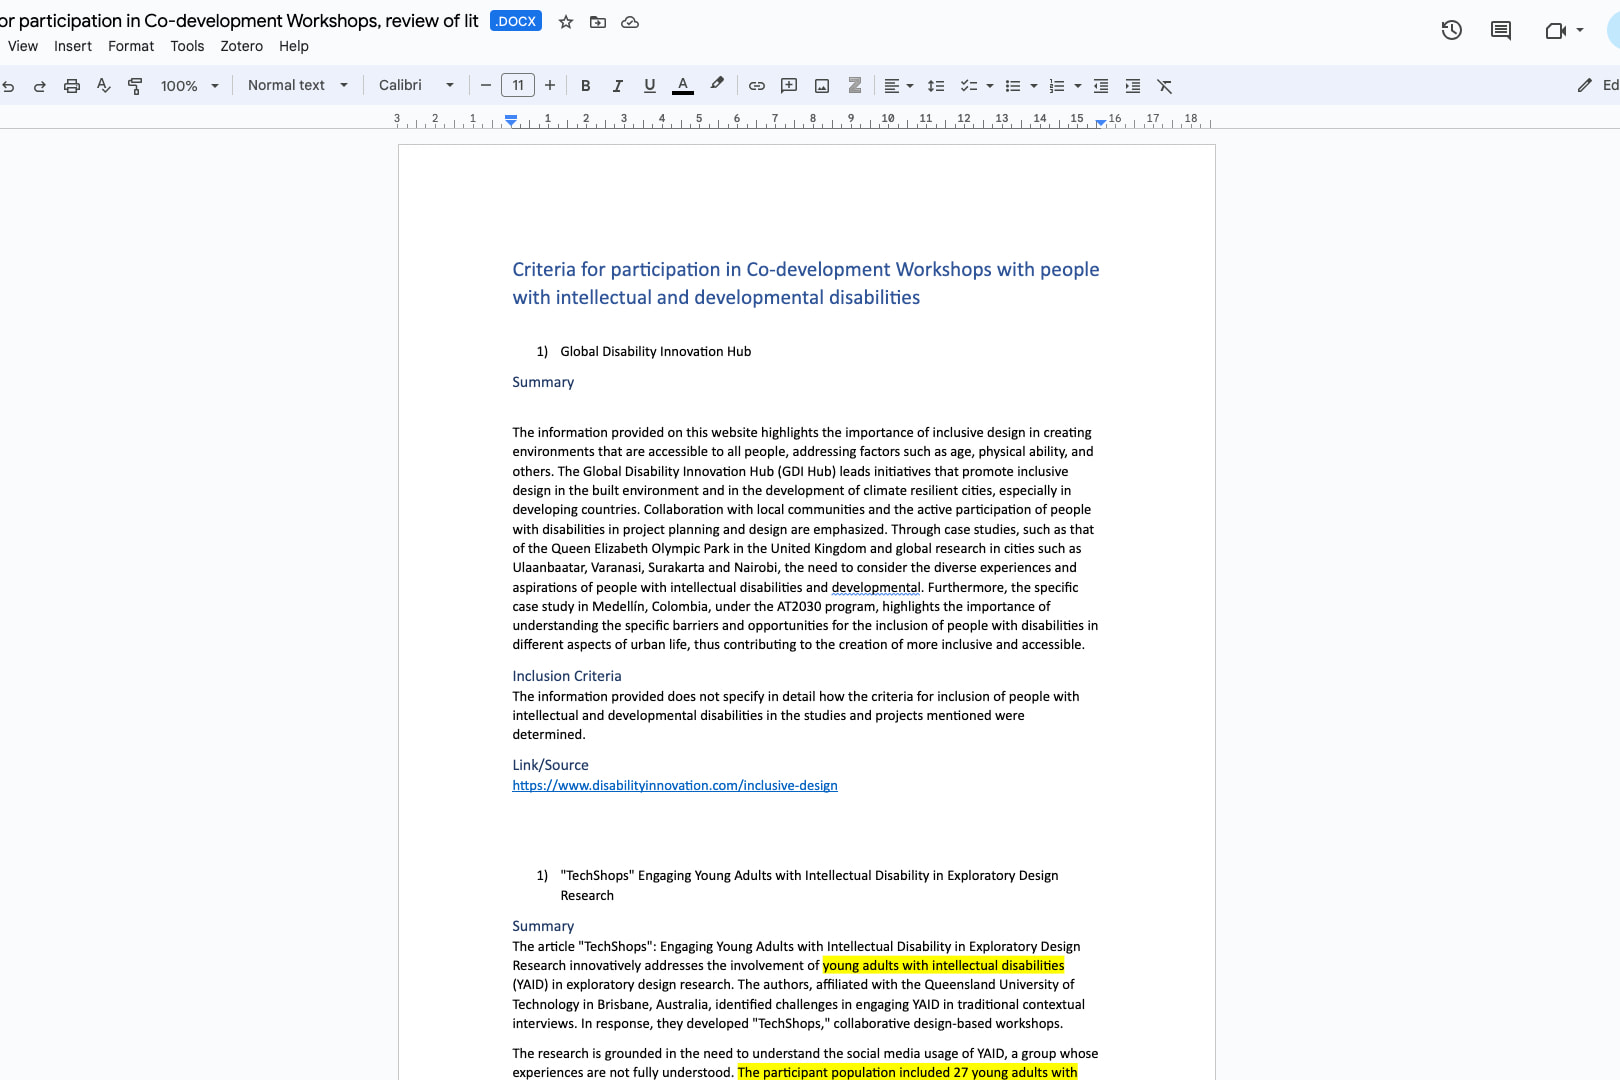 or participation in Co-development Workshops, review of lit .DOCX
View Insert Format Tools Zotero Help
100% Normal text Calibri 11 B I U A Z Ed
3 2 1 1 2 3 4 5 6 7 8 9 10 11 12 13 14 15 16 17 18
Criteria for participation in Co-development Workshops with people
with intellectual and developmental disabilities
1) Global Disability Innovation Hub
Summary
The information provided on this website highlights the importance of inclusive design in creating
environments that are accessible to all people, addressing factors such as age, physical ability, and
others. The Global Disability Innovation Hub (GDI Hub) leads initiatives that promote inclusive
design in the built environment and in the development of climate resilient cities, especially in
developing countries. Collaboration with local communities and the active participation of people
with disabilities in project planning and design are emphasized. Through case studies, such as that
of the Queen Elizabeth Olympic Park in the United Kingdom and global research in cities such as
Ulaanbaatar, Varanasi, Surakarta and Nairobi, the need to consider the diverse experiences and
aspirations of people with intellectual disabilities and developmental. Furthermore, the specific
case study in Medellín, Colombia, under the AT2030 program, highlights the importance of
understanding the specific barriers and opportunities for the inclusion of people with disabilities in
different aspects of urban life, thus contributing to the creation of more inclusive and accessible.
Inclusion Criteria
The information provided does not specify in detail how the criteria for inclusion of people with
intellectual and developmental disabilities in the studies and projects mentioned were
determined.
Link/Source
https://www.disabilityinnovation.com/inclusive-design
1) "TechShops" Engaging Young Adults with Intellectual Disability in Exploratory Design
Research
Summary
The article "TechShops": Engaging Young Adults with Intellectual Disability in Exploratory Design
Research innovatively addresses the involvement of young adults with intellectual disabilities
(YAID) in exploratory design research. The authors, affiliated with the Queensland University of
Technology in Brisbane, Australia, identified challenges in engaging YAID in traditional contextual
interviews. In response, they developed "TechShops," collaborative design-based workshops.
The research is grounded in the need to understand the social media usage of YAID, a group whose
experiences are not fully understood. The participant population included 27 young adults with